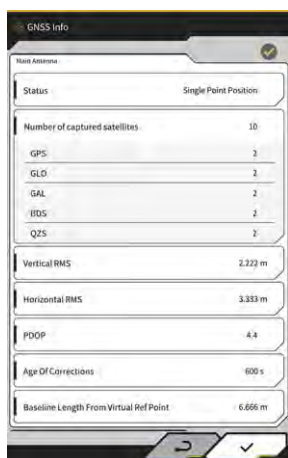 GNSS Info
Main Antenna
Status Single Point Position
Number of captured satellites 10
GPS 2
GLO 2
GAL 2
BDS 2
QZS 2
Vertical RMS 2.222 m
Horizontal RMS 3.333 m
PDOP 4.4
Age Of Corrections 600 s
Baseline Length From Virtual Ref Point 6.666 m